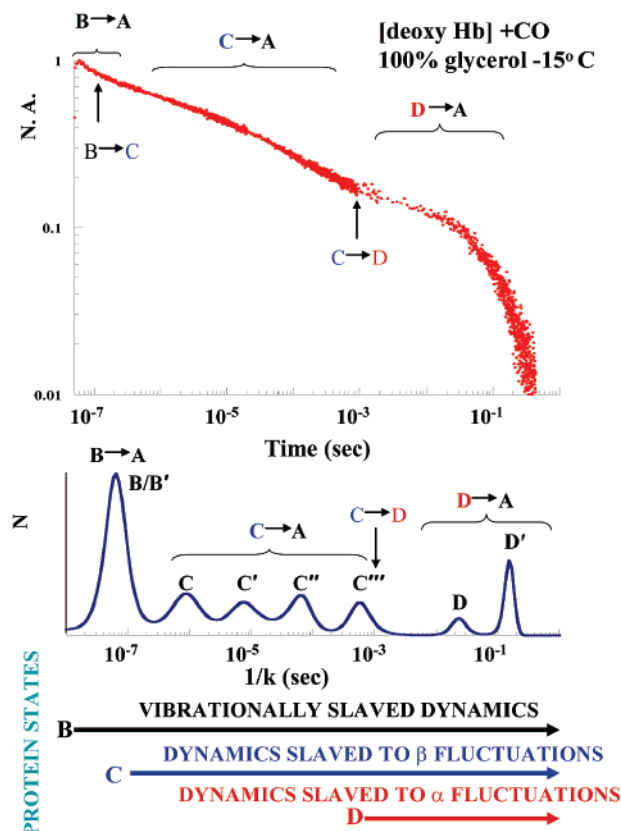 B→A
[deoxy Hb] +CO
100% glycerol -15° C
C→A
1
N. A.
D→A
B→C
0.1
C→D
0.01
10⁻⁷ 10⁻⁵ 10⁻³ 10⁻¹
Time (sec)
B→A
B/B'
N
C→A
C→D
D→A
D'
C C' C'' C''' D
10⁻⁷ 10⁻⁵ 10⁻³ 10⁻¹
1/k (sec)
PROTEIN STATES
VIBRATIONALLY SLAVED DYNAMICS
B
DYNAMICS SLAVED TO β FLUCTUATIONS
C
DYNAMICS SLAVED TO α FLUCTUATIONS
D